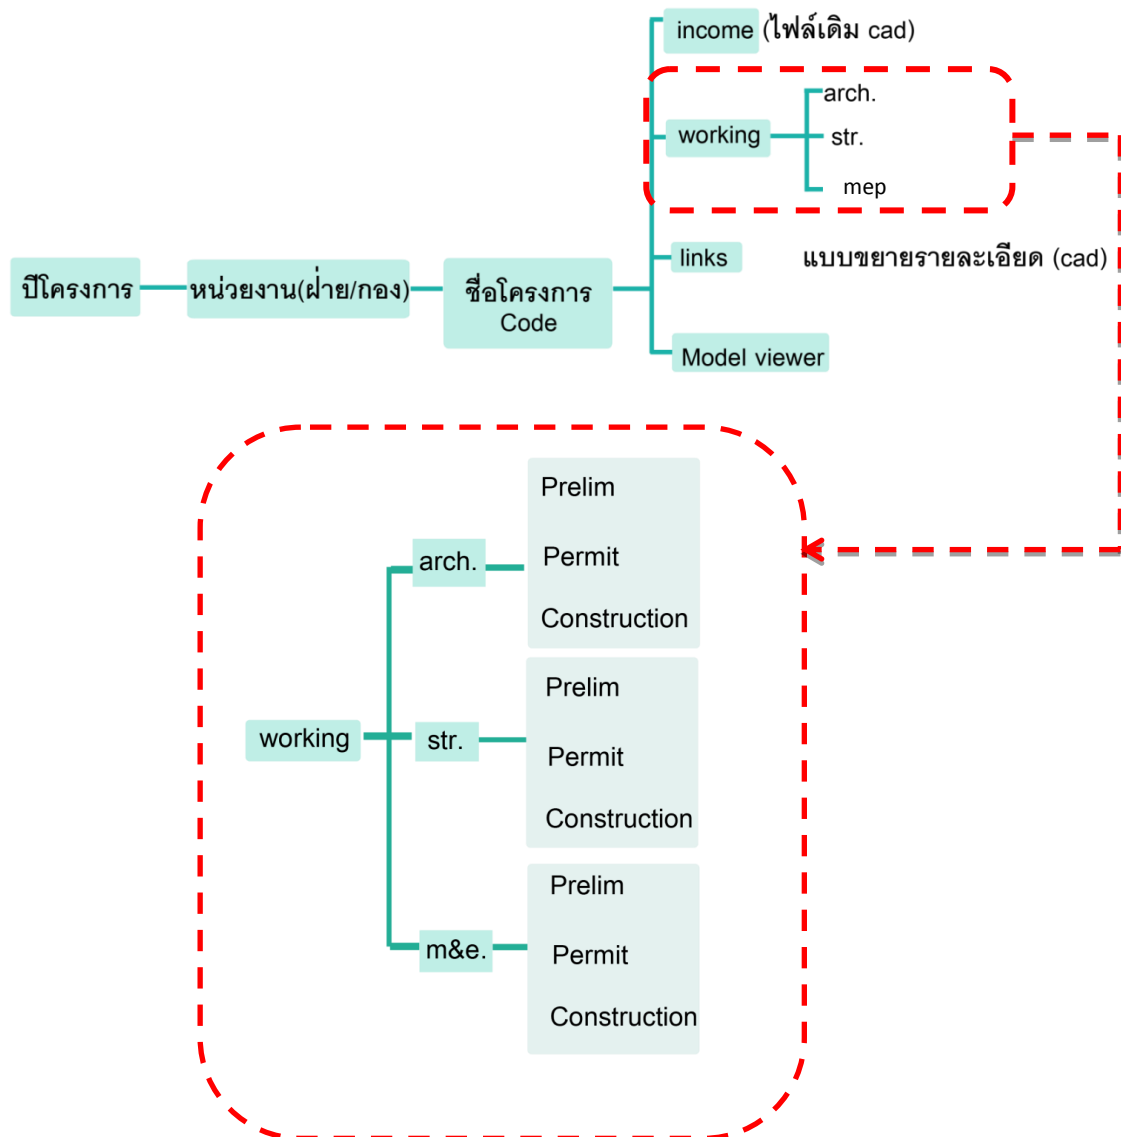 income (ไฟล์เดิม cad)
arch.
working
str.
mep
links
แบบขยายรายละเอียด (cad)
ปีโครงการ
หน่วยงาน(ฝ่าย/กอง)
ชื่อโครงการ
Code
Model viewer
Prelim
arch.
Permit
Construction
Prelim
working
str.
Permit
Construction
Prelim
m&e.
Permit
Construction